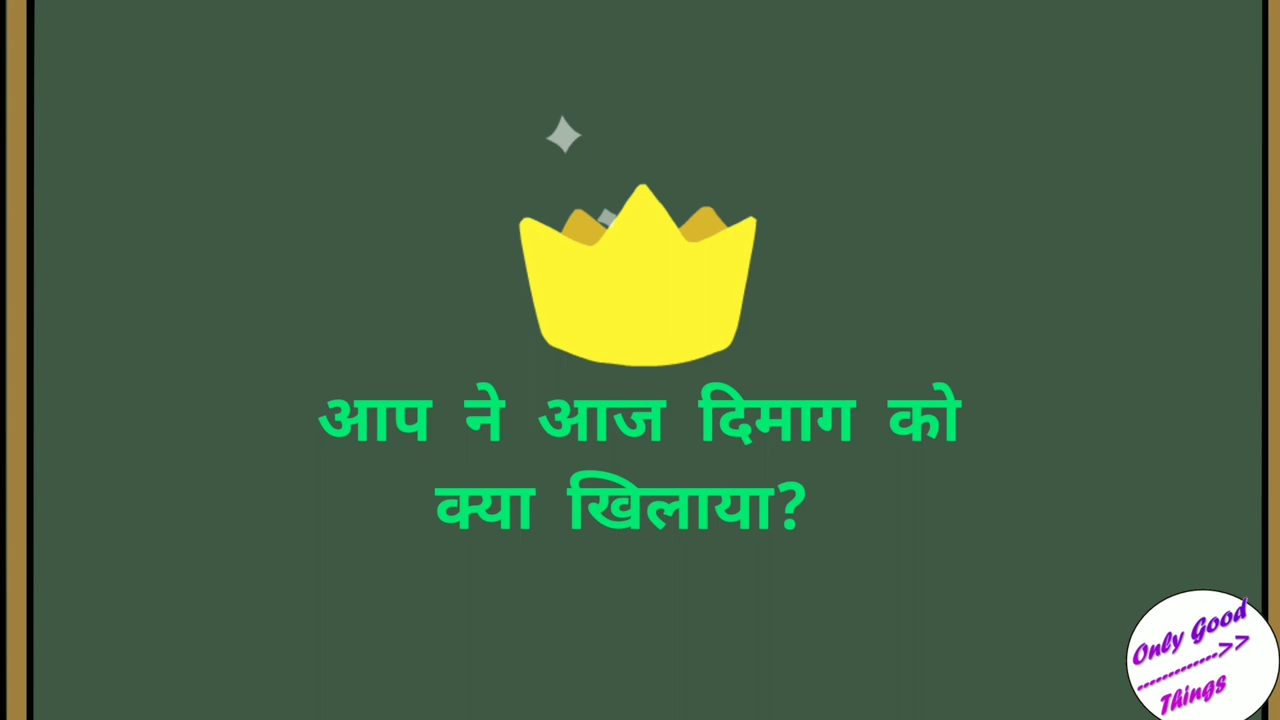 आप ने आज दिमाग को
क्या खिलाया?
Only Good
------------->>
Things